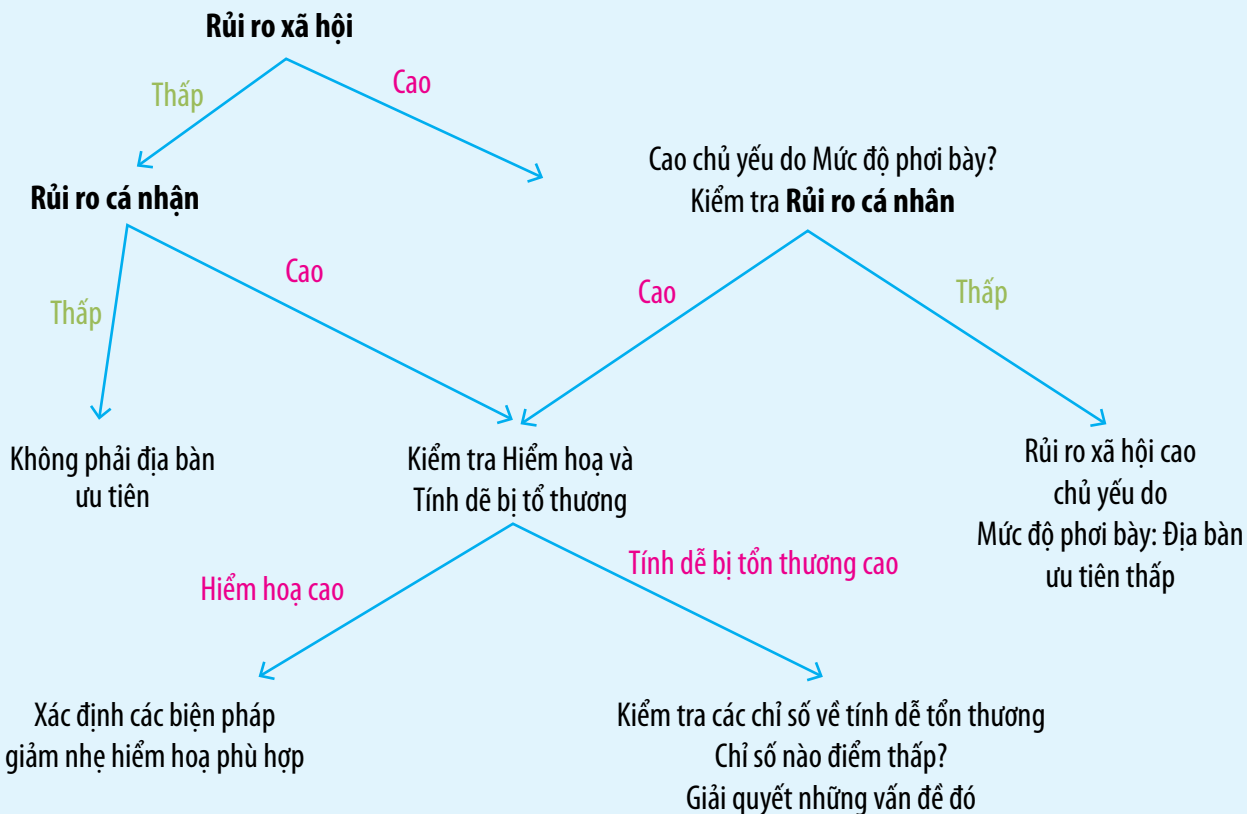 Rủi ro xã hội
Thấp
Cao
Cao chủ yếu do Mức độ phơi bày?
Kiểm tra Rủi ro cá nhân
Rủi ro cá nhận
Thấp
Cao
Cao
Thấp
Không phải địa bàn
ưu tiên
Kiểm tra Hiểm hoạ và
Tính dẽ bị tổ thương
Rủi ro xã hội cao
chủ yếu do
Mức độ phơi bày: Địa bàn
ưu tiên thấp
Hiểm hoạ cao
Tính dễ bị tổn thương cao
Xác định các biện pháp
giảm nhẹ hiểm hoạ phù hợp
Kiểm tra các chỉ số về tính dễ tổn thương
Chỉ số nào điểm thấp?
Giải quyết những vấn đề đó